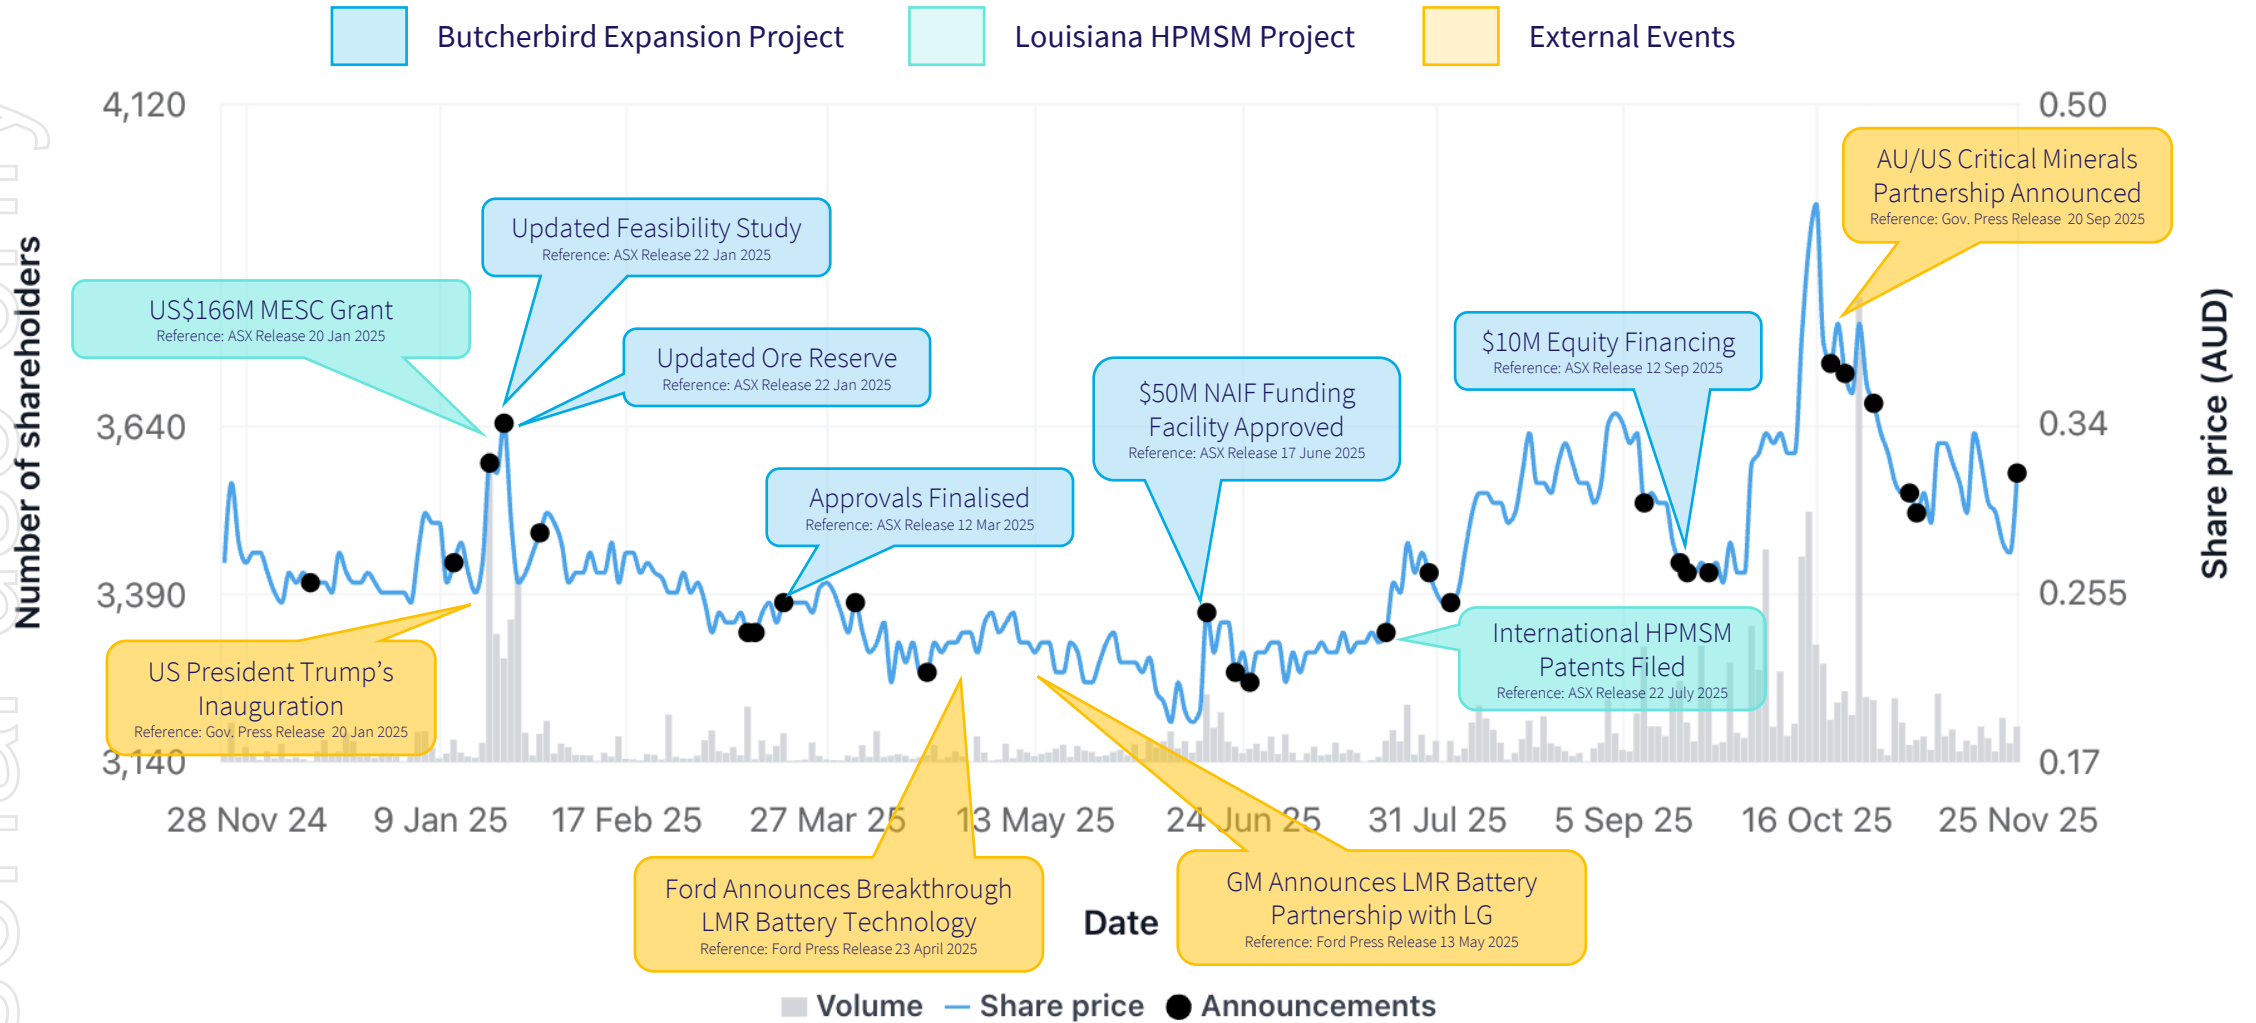 Butcherbird Expansion Project
Louisiana HPMSM Project
External Events
4,120
3,640
3,390
3,140
Number of shareholders
0.50
0.34
0.255
0.17
Share price (AUD)
US$166M MESC Grant
Reference: ASX Release 20 Jan 2025
Updated Feasibility Study
Reference: ASX Release 22 Jan 2025
Updated Ore Reserve
Reference: ASX Release 22 Jan 2025
US President Trump's
Inauguration
Reference: Gov. Press Release 20 Jan 2025
Approvals Finalised
Reference: ASX Release 12 Mar 2025
$50M NAIF Funding
Facility Approved
Reference: ASX Release 17 June 2025
$10M Equity Financing
Reference: ASX Release 12 Sep 2025
AU/US Critical Minerals
Partnership Announced
Reference: Gov. Press Release 20 Sep 2025
International HPMSM
Patents Filed
Reference: ASX Release 22 July 2025
28 Nov 24
9 Jan 25
17 Feb 25
27 Mar 25
13 May 25
24 Jun 25
31 Jul 25
5 Sep 25
16 Oct 25
25 Nov 25
Ford Announces Breakthrough
LMR Battery Technology
Reference: Ford Press Release 23 April 2025
Date
GM Announces LMR Battery
Partnership with LG
Reference: Ford Press Release 13 May 2025
Volume
Share price
Announcements